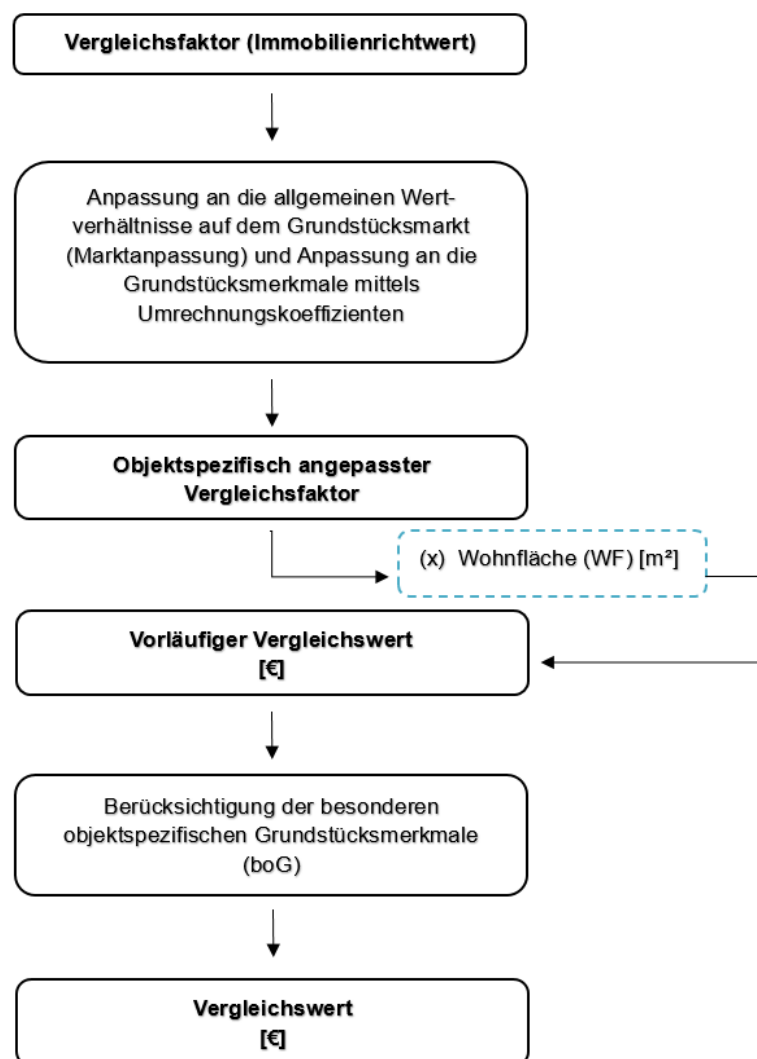 Vergleichsfaktor (Immobilienrichtwert)
Anpassung an die allgemeinen Wert-
verhältnisse auf dem Grundstücksmarkt
(Marktanpassung) und Anpassung an die
Grundstücksmerkmale mittels
Umrechnungskoeffizienten
Objektspezifisch angepasster
Vergleichsfaktor
(x) Wohnfläche (WF) [m²]
Vorläufiger Vergleichswert
[€]
Berücksichtigung der besonderen
objektspezifischen Grundstücksmerkmale
(boG)
Vergleichswert
[€]